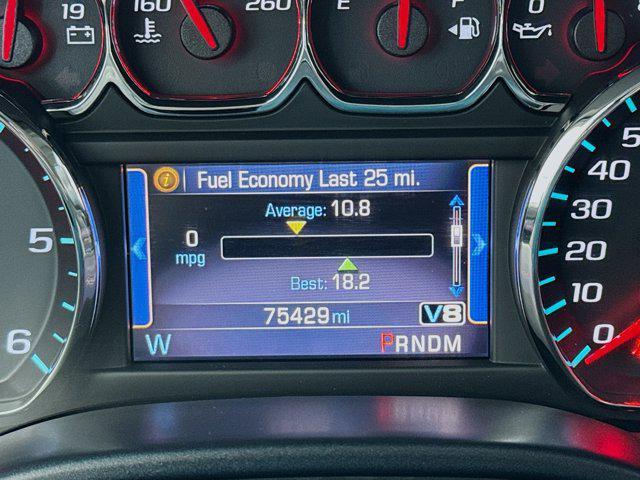 19 160 260 E F 0
Fuel Economy Last 25 mi.
Average: 10.8
0
mpg
Best: 18.2
75429 mi V8
W PRNDM
5
6
50
40
30
20
10
0